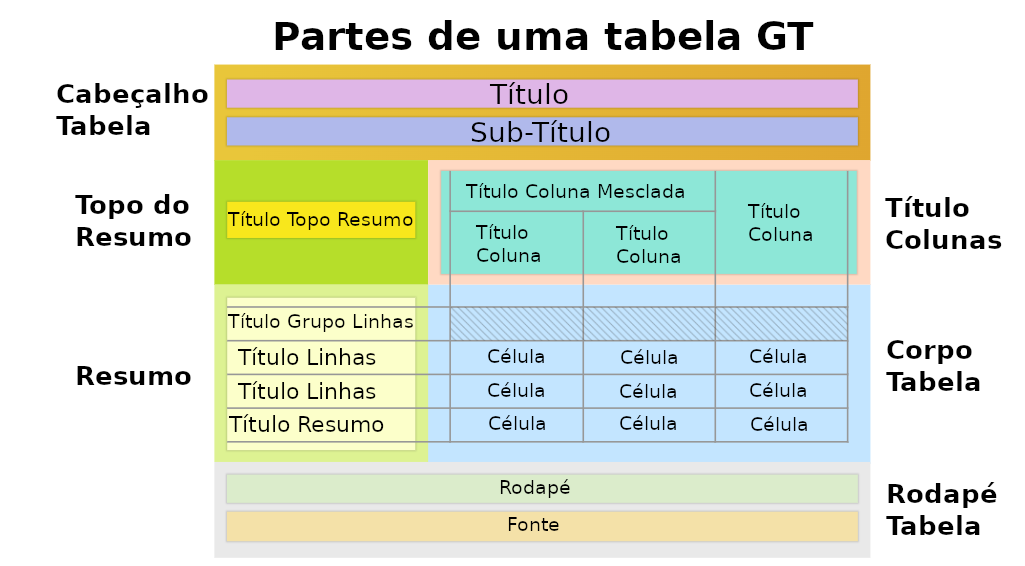 Partes de uma tabela GT
Cabeçalho
Tabela
Título
Sub-Título
Topo do
Resumo
Título Topo Resumo
Título Coluna Mesclada
Título
Coluna
Título
Coluna
Título
Coluna
Título
Colunas
Resumo
Título Grupo Linhas
Título Linhas
Célula
Célula
Célula
Título Linhas
Célula
Célula
Célula
Título Resumo
Célula
Célula
Célula
Corpo
Tabela
Rodapé
Fonte
Rodapé
Tabela